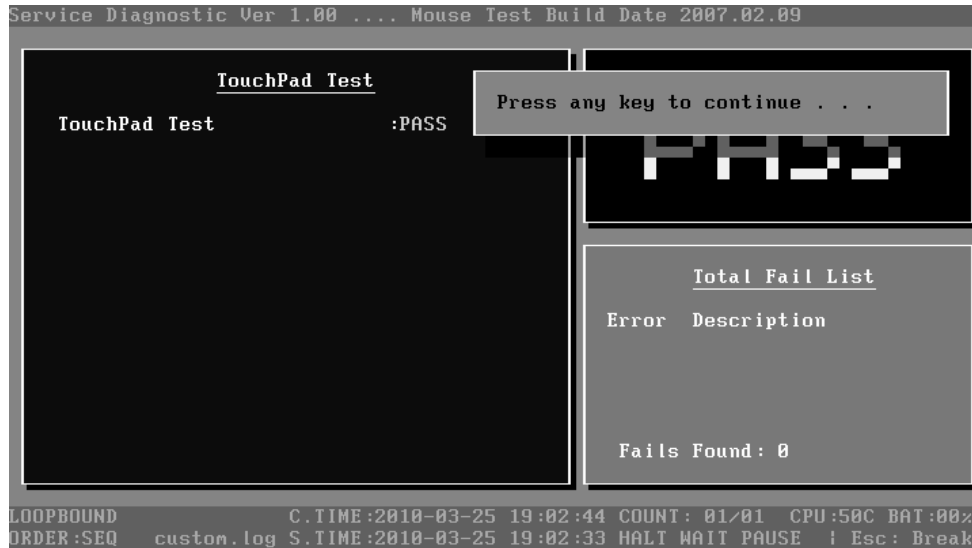 Service Diagnostic Ver 1.00 .... Mouse Test Build Date 2007.02.09
TouchPad Test
TouchPad Test :PASS
Press any key to continue . . .
PASS
Total Fail List
Error Description
Fails Found: 0
LOOPBOUND C.TIME:2010-03-25 19:02:44 COUNT: 01/01 CPU:50C BAT:00%
ORDER:SEQ custom.log S.TIME:2010-03-25 19:02:33 HALT WAIT PAUSE ¦ Esc: Break